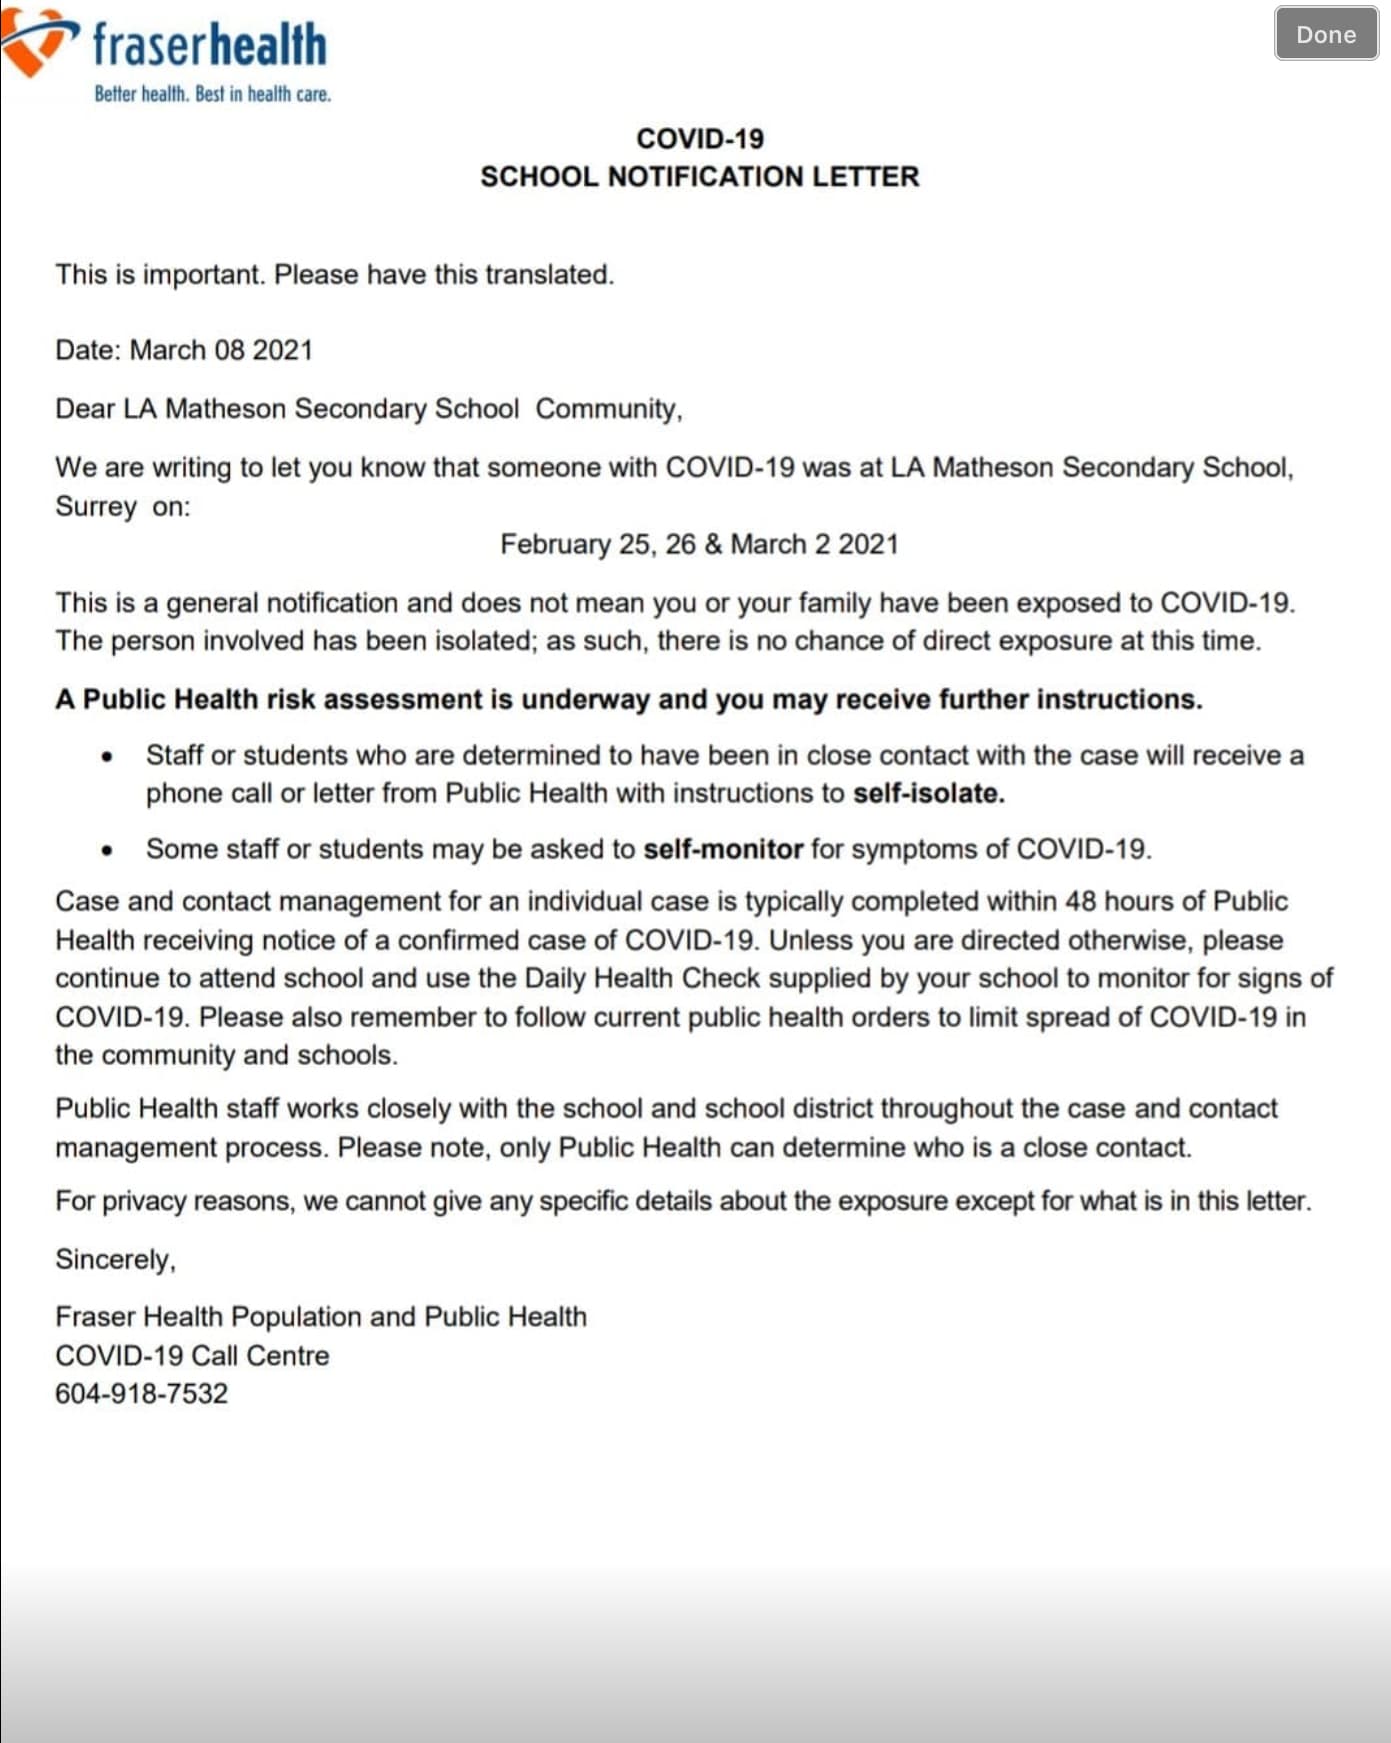 fraserhealth
Done
Better health. Best in health care.
COVID-19
SCHOOL NOTIFICATION LETTER
This is important. Please have this translated.
Date: March 08 2021
Dear LA Matheson Secondary School  Community,
We are writing to let you know that someone with COVID-19 was at LA Matheson Secondary School,
Surrey  on:
February 25, 26 & March 2 2021
This is a general notification and does not mean you or your family have been exposed to COVID-19.
The person involved has been isolated; as such, there is no chance of direct exposure at this time.
A Public Health risk assessment is underway and you may receive further instructions.
• Staff or students who are determined to have been in close contact with the case will receive a
phone call or letter from Public Health with instructions to self-isolate.
• Some staff or students may be asked to self-monitor for symptoms of COVID-19.
Case and contact management for an individual case is typically completed within 48 hours of Public
Health receiving notice of a confirmed case of COVID-19. Unless you are directed otherwise, please
continue to attend school and use the Daily Health Check supplied by your school to monitor for signs of
COVID-19. Please also remember to follow current public health orders to limit spread of COVID-19 in
the community and schools.
Public Health staff works closely with the school and school district throughout the case and contact
management process. Please note, only Public Health can determine who is a close contact.
For privacy reasons, we cannot give any specific details about the exposure except for what is in this letter.
Sincerely,
Fraser Health Population and Public Health
COVID-19 Call Centre
604-918-7532